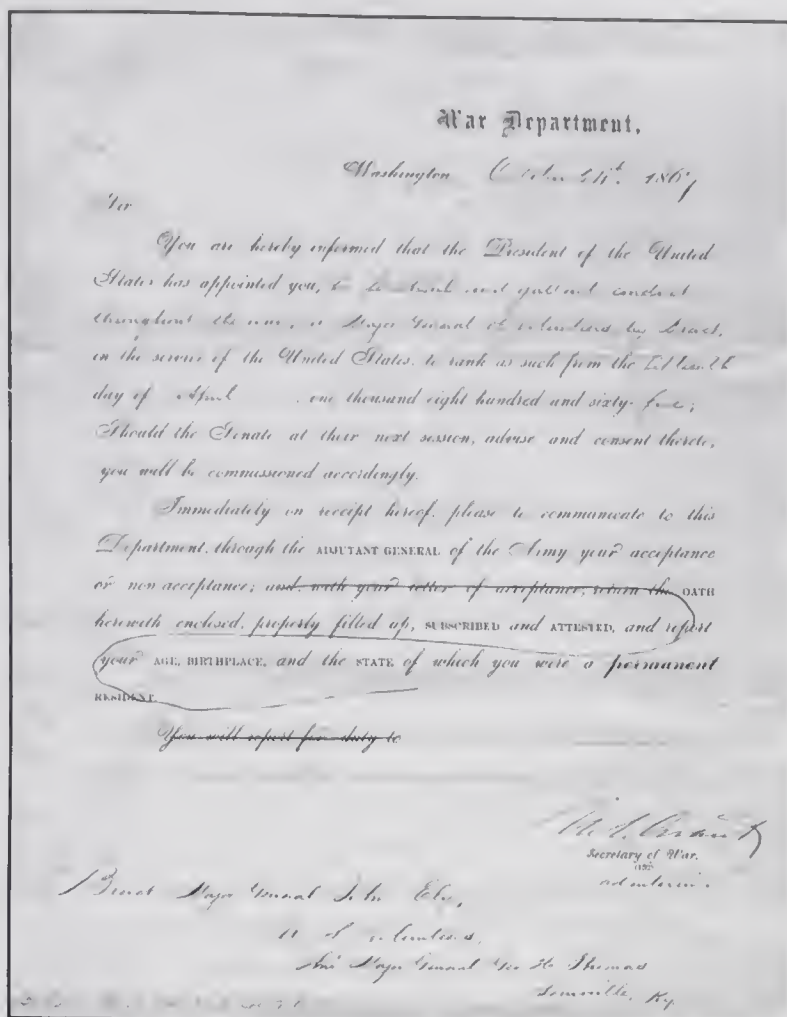 War Department,
Washington October 24th. 1867
Sir
You are hereby informed that the President of the United
States has appointed you, for and gallant conduct
throughout the war, a Major General of volunteers by brevet,
in the service of the United States, to rank as such from the fifteenth
day of April , one thousand eight hundred and sixty-five;
Should the Senate at their next session, advise and consent thereto,
you will be commissioned accordingly.
Immediately on receipt hereof, please to communicate to this
Department, through the ADJUTANT GENERAL of the Army your acceptance
or non acceptance; and, with your letter of acceptance, return the OATH
herewith enclosed, properly filled up, SUBSCRIBED and ATTESTED, and report
your AGE, BIRTHPLACE, and the STATE of which you were a permanent
RESIDENT.
You will report for duty to
U. S. Grant
Secretary of War.
ad interim.
Brevet Major General John Ely,
U S volunteers,
Major General Geo H Thomas
Louisville, Ky